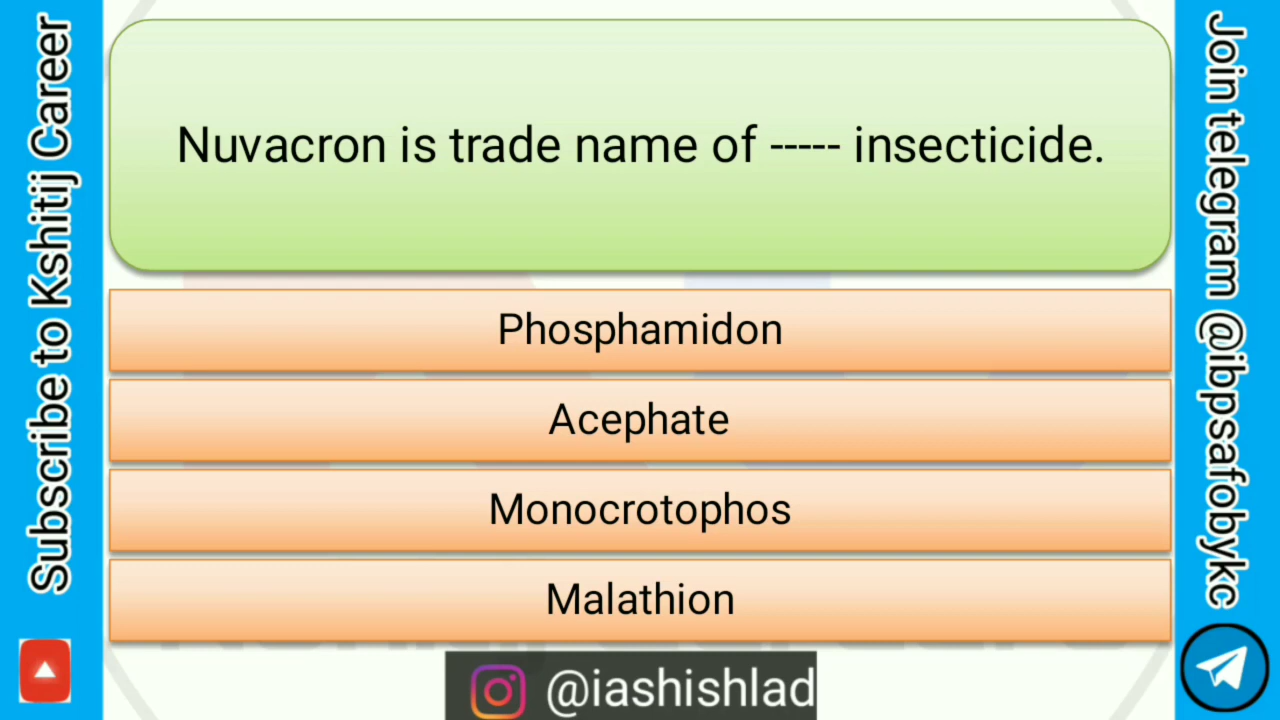 Subscribe to Kshitij Career
Nuvacron is trade name of ----- insecticide.
Phosphamidon
Acephate
Monocrotophos
Malathion
@iashishlad
Join telegram @ibpsafobykc